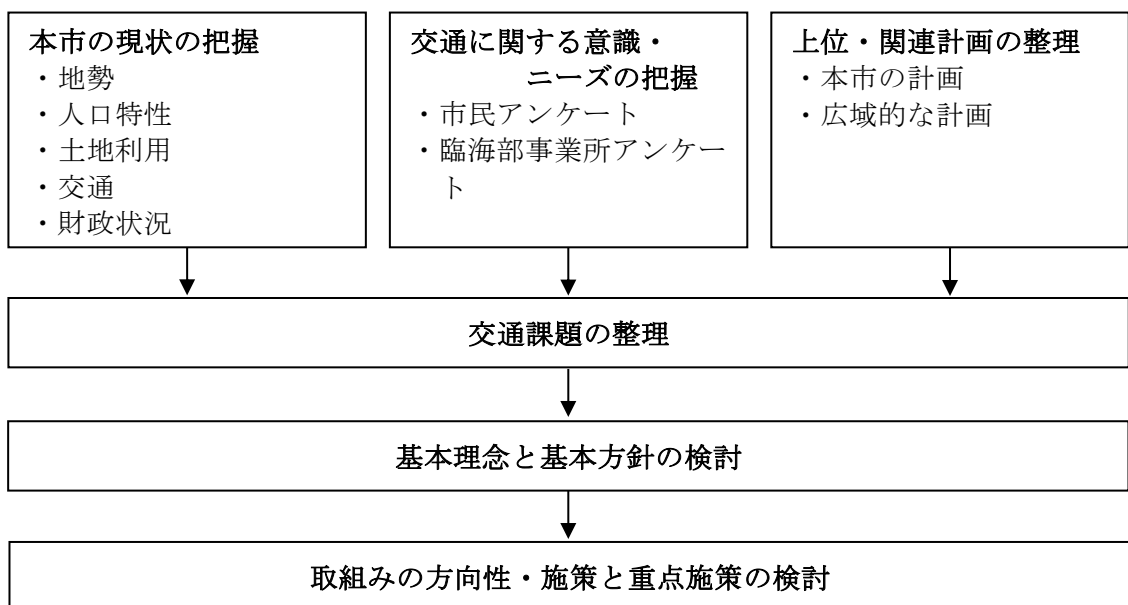 本市の現状の把握
・地勢
・人口特性
・土地利用
・交通
・財政状況
交通に関する意識・
ニーズの把握
・市民アンケート
・臨海部事業所アンケー
ト
上位・関連計画の整理
・本市の計画
・広域的な計画
交通課題の整理
基本理念と基本方針の検討
取組みの方向性・施策と重点施策の検討